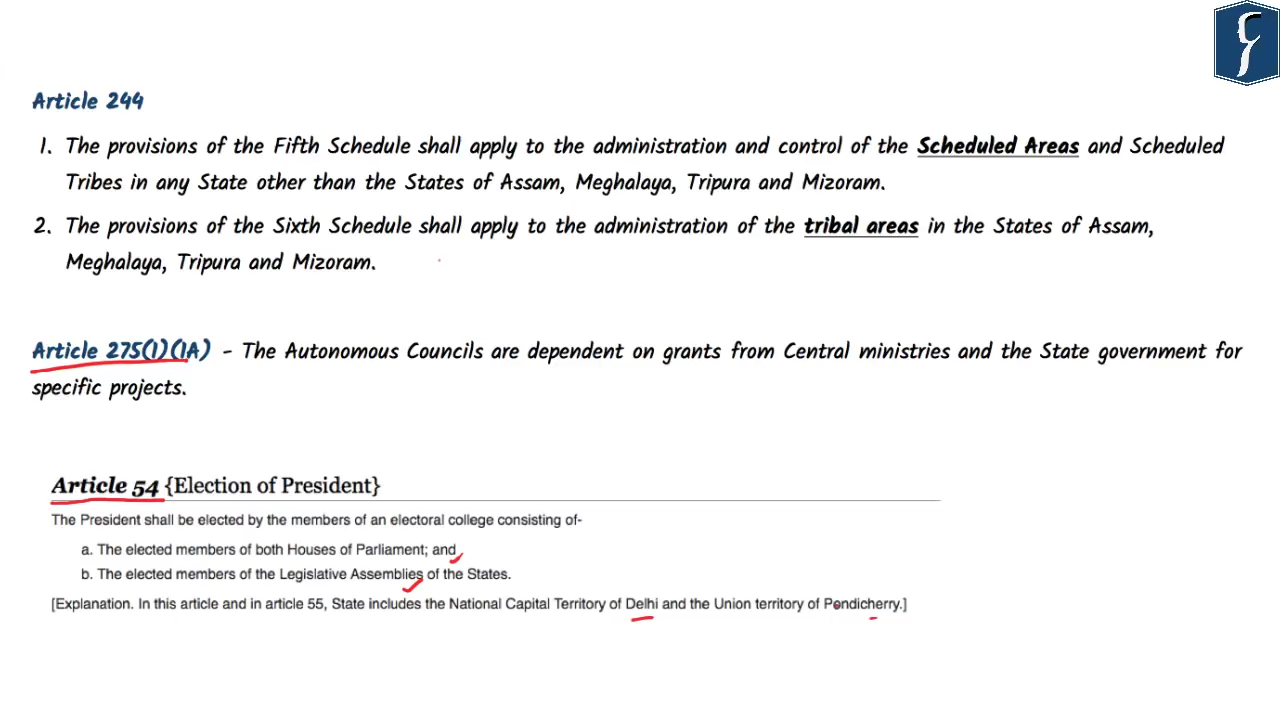 Article 244
1. The provisions of the Fifth Schedule shall apply to the administration and control of the Scheduled Areas and Scheduled
Tribes in any State other than the States of Assam, Meghalaya, Tripura and Mizoram.
2. The provisions of the Sixth Schedule shall apply to the administration of the tribal areas in the States of Assam,
Meghalaya, Tripura and Mizoram.
Article 275(1)(1A) - The Autonomous Councils are dependent on grants from Central ministries and the State government for
specific projects.
Article 54 {Election of President}
The President shall be elected by the members of an electoral college consisting of-
a. The elected members of both Houses of Parliament; and
b. The elected members of the Legislative Assemblies of the States.
[Explanation. In this article and in article 55, State includes the National Capital Territory of Delhi and the Union territory of Pondicherry.]